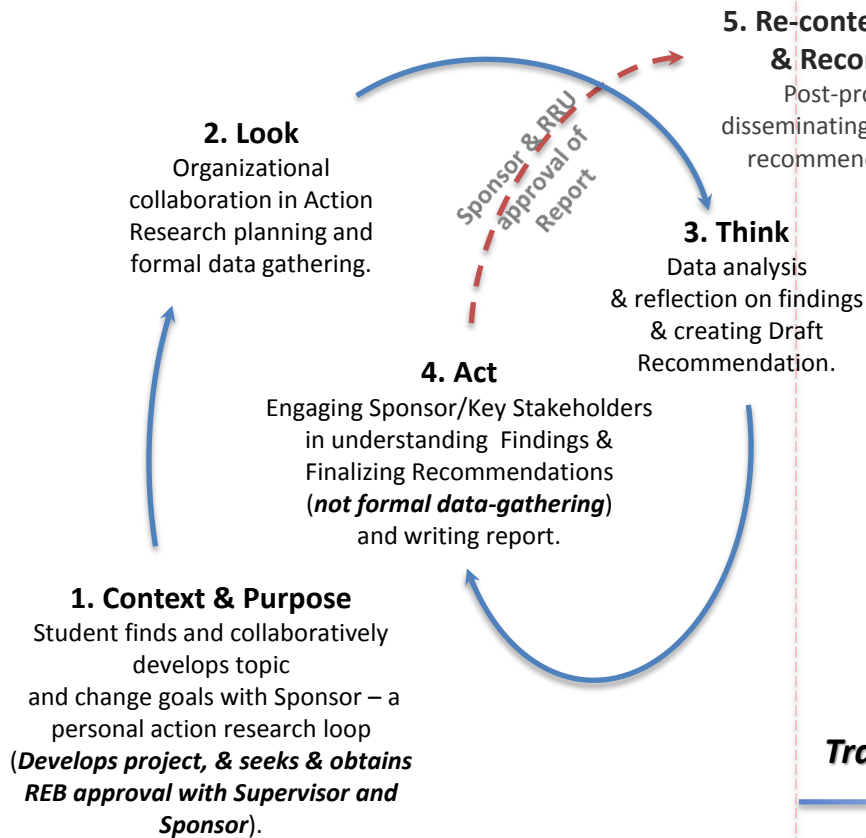 1. Context & Purpose
Student finds and collaboratively
develops topic
and change goals with Sponsor – a
personal action research loop
(Develops project, & seeks & obtains
REB approval with Supervisor and
Sponsor).
2. Look
Organizational
collaboration in Action
Research planning and
formal data gathering.
3. Think
Data analysis
& reflection on findings
& creating Draft
Recommendation.
4. Act
Engaging Sponsor/Key Stakeholders
in understanding Findings &
Finalizing Recommendations
(not formal data-gathering)
and writing report.
Sponsor & RRU
approval of
Report
5. Re-conte
& Recor
Post-pro
disseminating
recommen
Tra